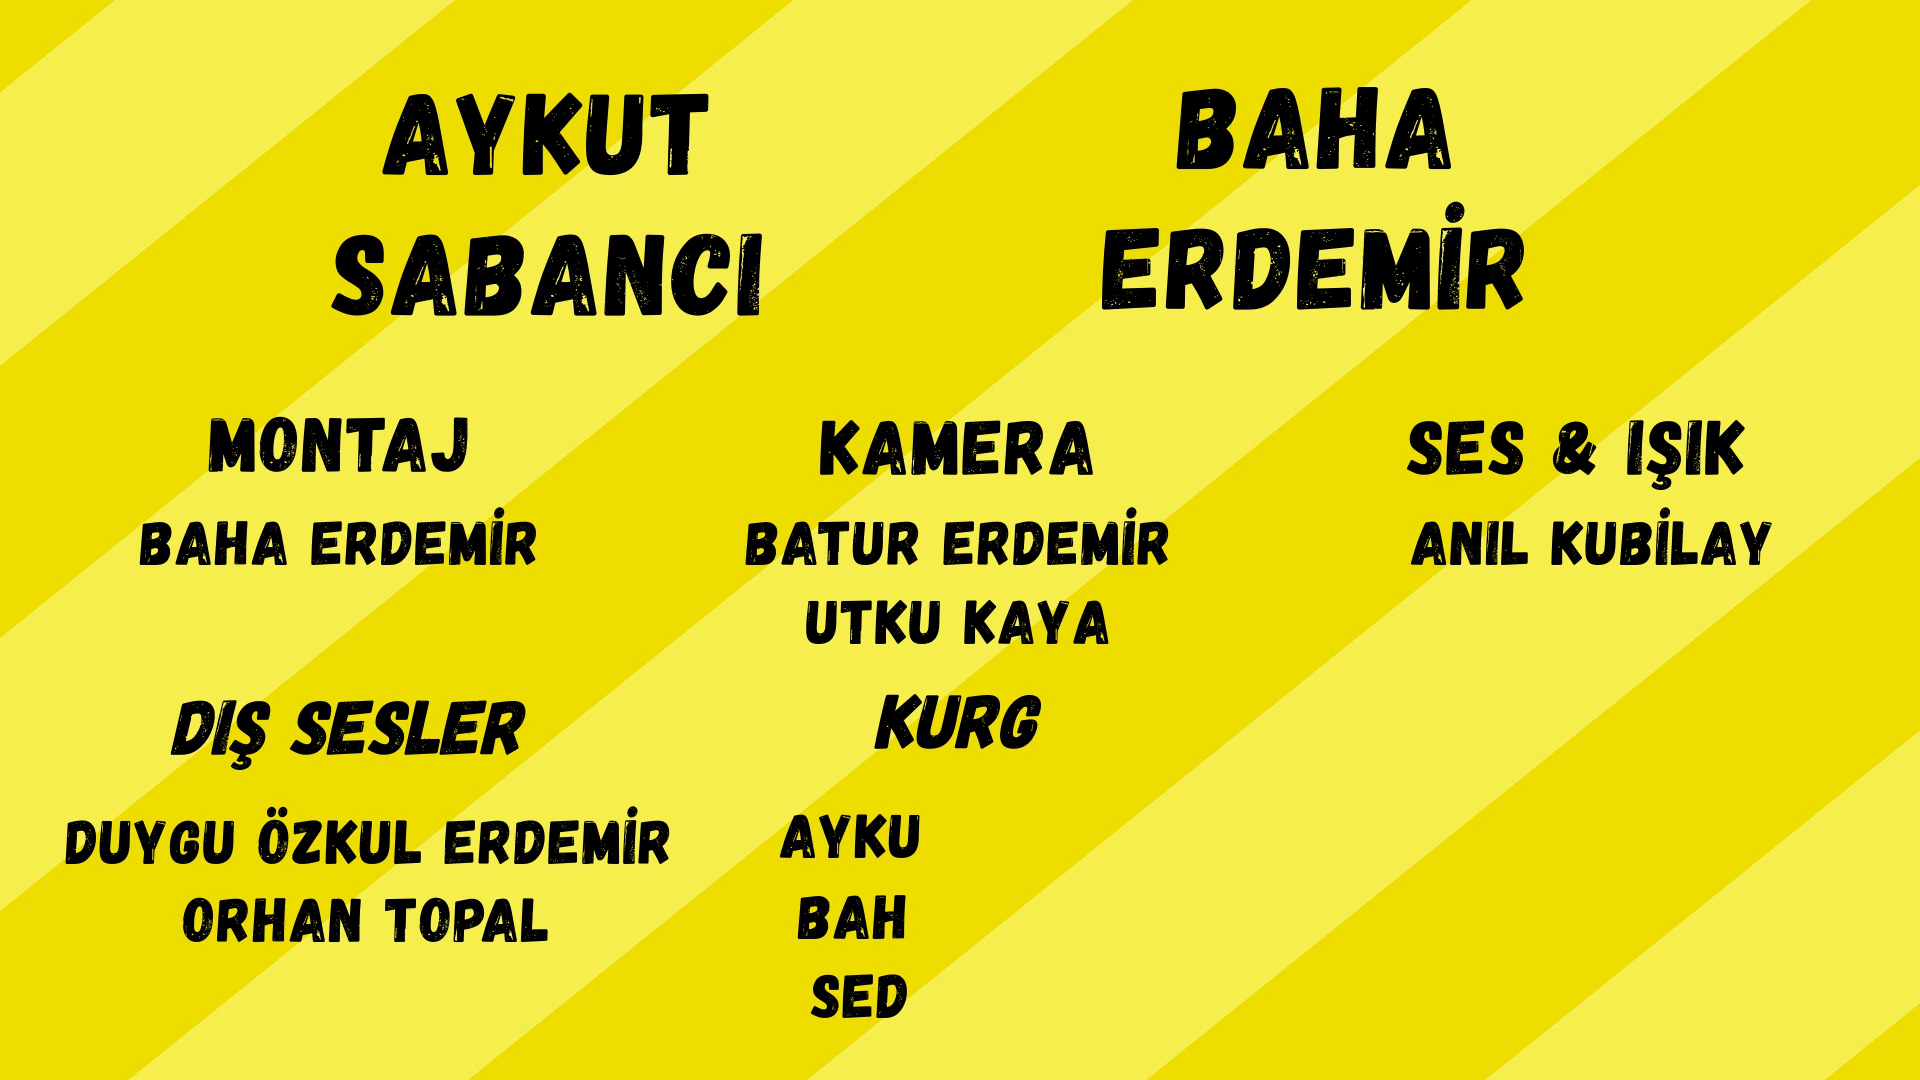 AYKUT
SABANCI
BAHA
ERDEMİR
MONTAJ
BAHA ERDEMİR
KAMERA
BATUR ERDEMİR
UTKU KAYA
SES & IŞIK
ANIL KUBİLAY
DIŞ SESLER
DUYGU ÖZKUL ERDEMİR
ORHAN TOPAL
KURG
AYKU
BAH
SED